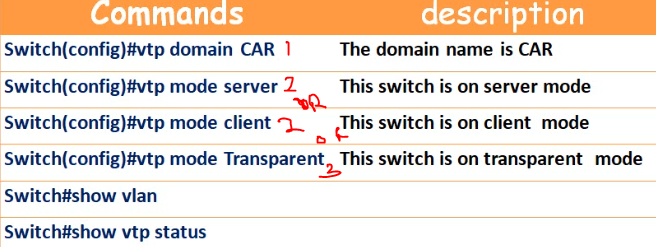 Commands description
Switch(config)#vtp domain CAR 1 The domain name is CAR
Switch(config)#vtp mode server 2 This switch is on server mode
OR
Switch(config)#vtp mode client 2 This switch is on client mode
OR
Switch(config)#vtp mode Transparent 3 This switch is on transparent mode
Switch#show vlan
Switch#show vtp status